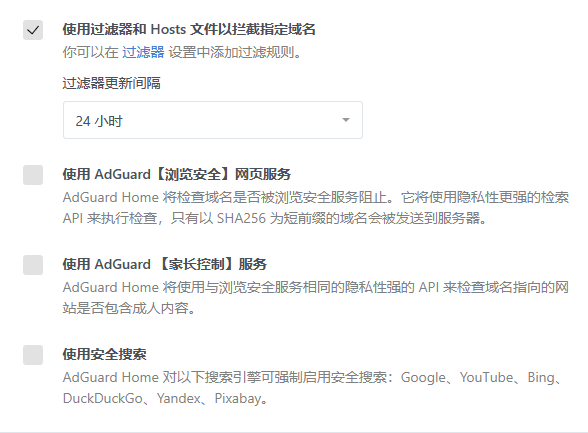 使用过滤器和 Hosts 文件以拦截指定域名
你可以在 过滤器 设置中添加过滤规则。
过滤器更新间隔
24 小时
使用 AdGuard【浏览安全】网页服务
AdGuard Home 将检查域名是否被浏览安全服务阻止。它将使用隐私性更强的检索
API 来执行检查，只有以 SHA256 为短前缀的域名会被发送到服务器。
使用 AdGuard 【家长控制】服务
AdGuard Home 将使用与浏览安全服务相同的隐私性强的 API 来检查域名指向的网
站是否包含成人内容。
使用安全搜索
AdGuard Home 对以下搜索引擎可强制启用安全搜索：Google、YouTube、Bing、
DuckDuckGo、Yandex、Pixabay。